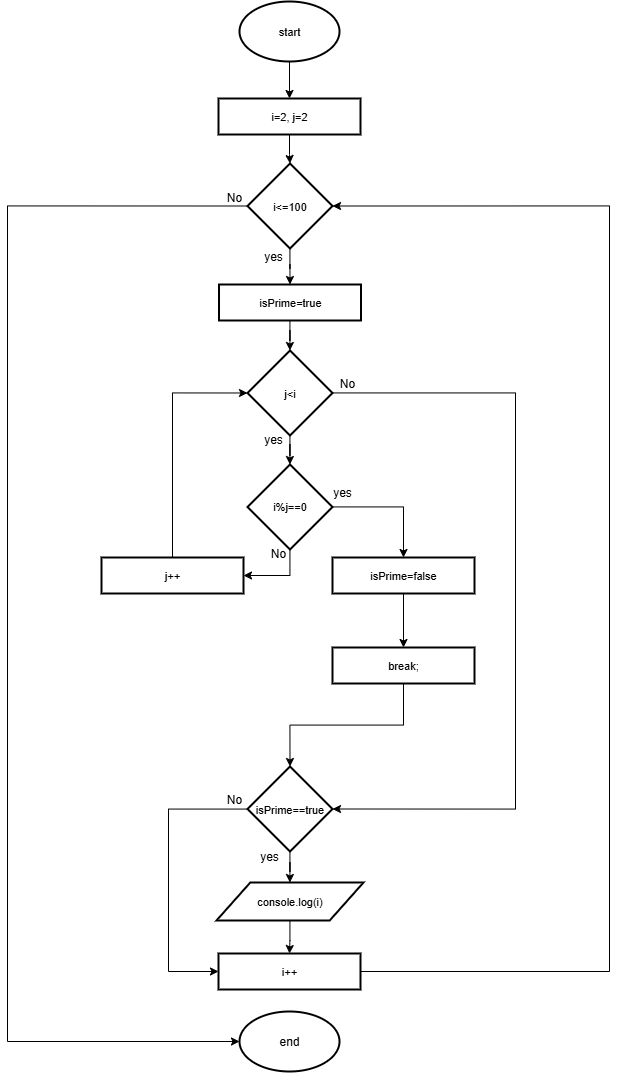 start
i=2, j=2
No
i<=100
yes
isPrime=true
j<i
No
yes
i%j==0
yes
No
j++
isPrime=false
break;
No
isPrime==true
yes
console.log(i)
i++
end